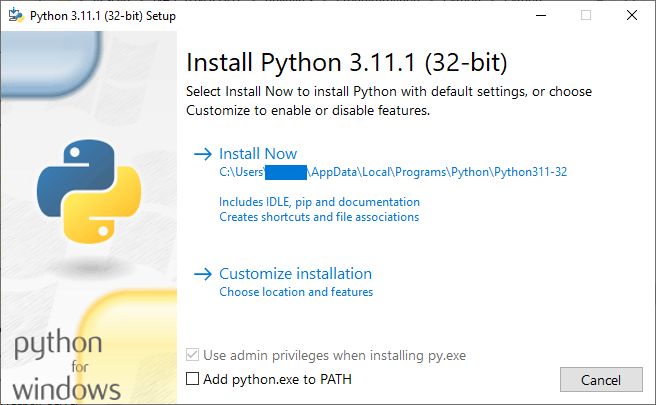 Python 3.11.1 (32-bit) Setup
Install Python 3.11.1 (32-bit)
Select Install Now to install Python with default settings, or choose
Customize to enable or disable features.
Install Now
C:\Users\ \AppData\Local\Programs\Python\Python311-32
Includes IDLE, pip and documentation
Creates shortcuts and file associations
Customize installation
Choose location and features
Use admin privileges when installing py.exe
Add python.exe to PATH
Cancel
python
for
windows